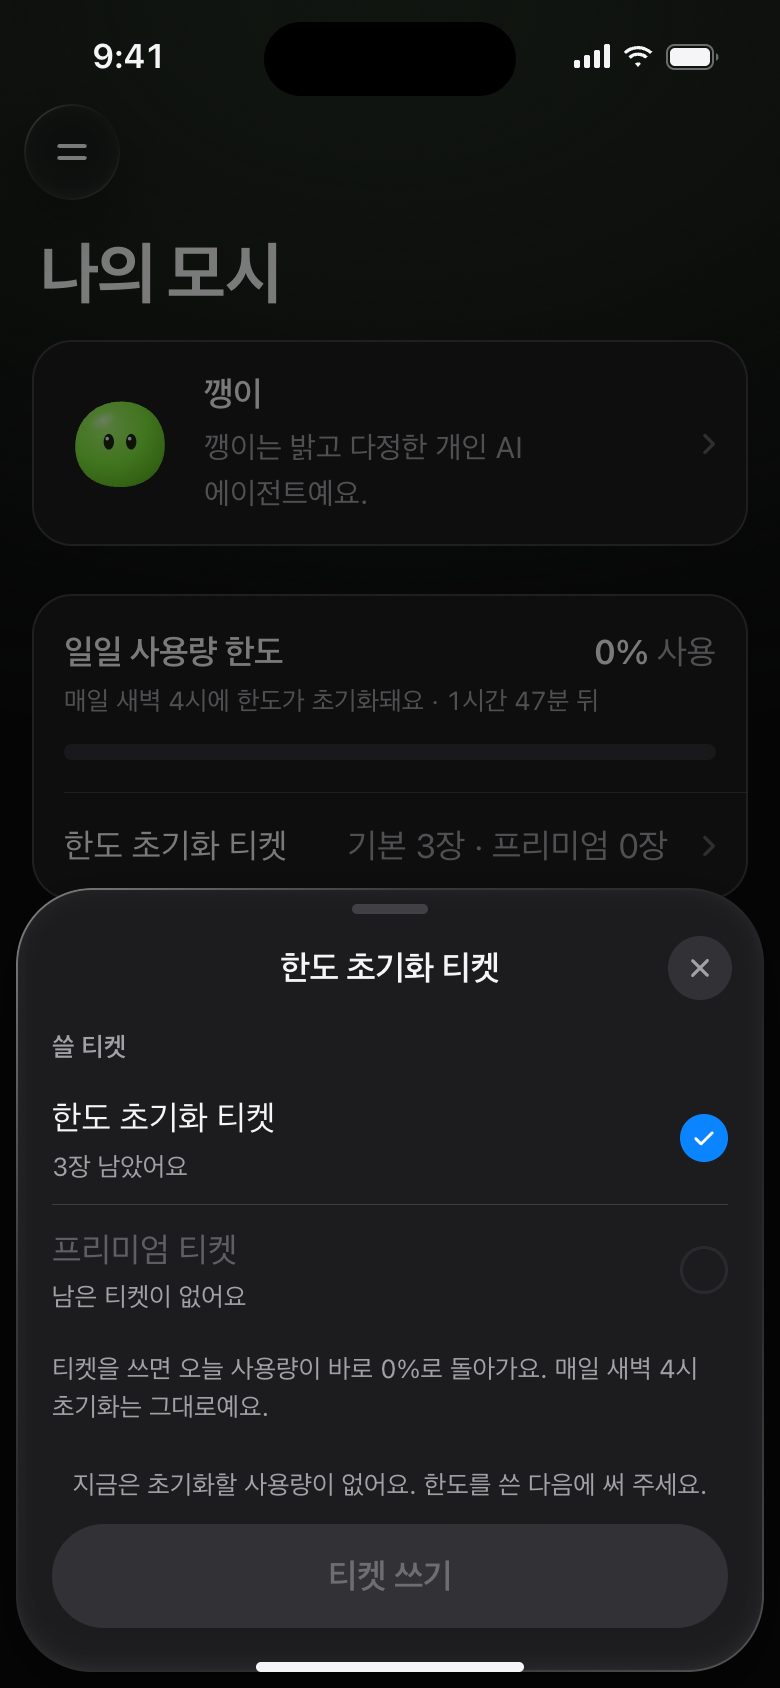 9:41
나의 모시
깽이
깽이는 밝고 다정한 개인 AI
에이전트예요.
일일 사용량 한도 0% 사용
매일 새벽 4시에 한도가 초기화돼요 · 1시간 47분 뒤
한도 초기화 티켓 기본 3장 · 프리미엄 0장
한도 초기화 티켓
쓸 티켓
한도 초기화 티켓
3장 남았어요
프리미엄 티켓
남은 티켓이 없어요
티켓을 쓰면 오늘 사용량이 바로 0%로 돌아가요. 매일 새벽 4시
초기화는 그대로예요.
지금은 초기화할 사용량이 없어요. 한도를 쓴 다음에 써 주세요.
티켓 쓰기